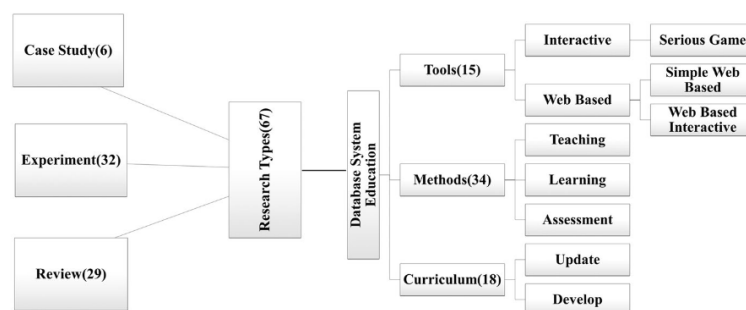 Case Study(6)
Experiment(32)
Review(29)
Research Types(67)
Database System
Education
Tools(15)
Methods(34)
Curriculum(18)
Interactive
Web Based
Teaching
Learning
Assessment
Update
Develop
Serious Game
Simple Web
Based
Web Based
Interactive